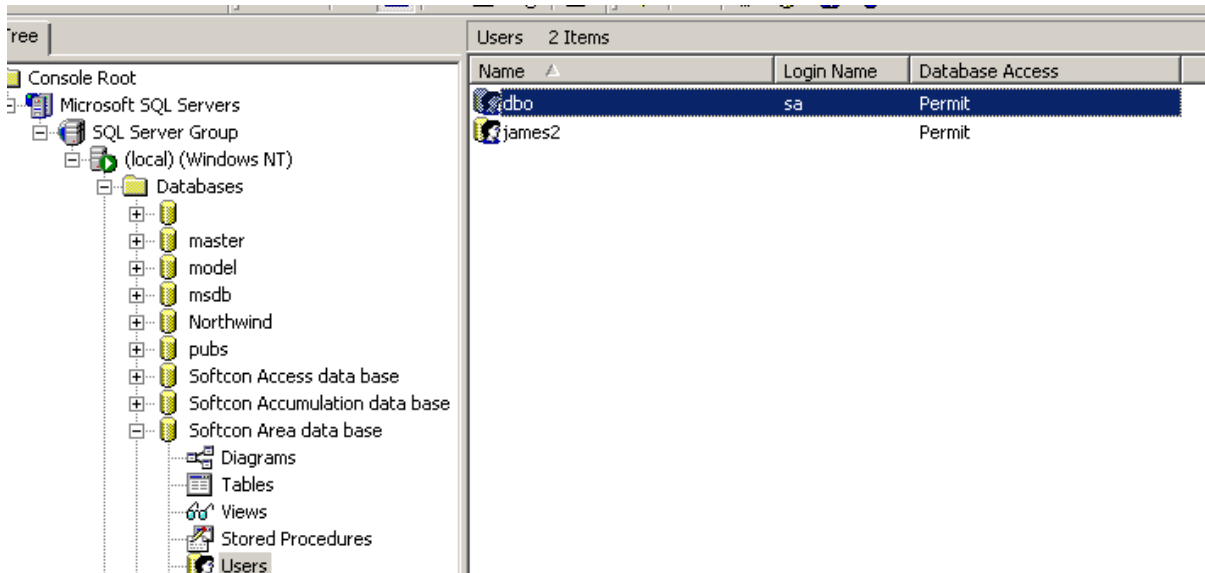 Tree
Console Root
Microsoft SQL Servers
SQL Server Group
(local) (Windows NT)
Databases
master
model
msdb
Northwind
pubs
Softcon Access data base
Softcon Accumulation data base
Softcon Area data base
Diagrams
Tables
Views
Stored Procedures
Users
Users 2 Items
Name Login Name Database Access
dbo sa Permit
james2 Permit